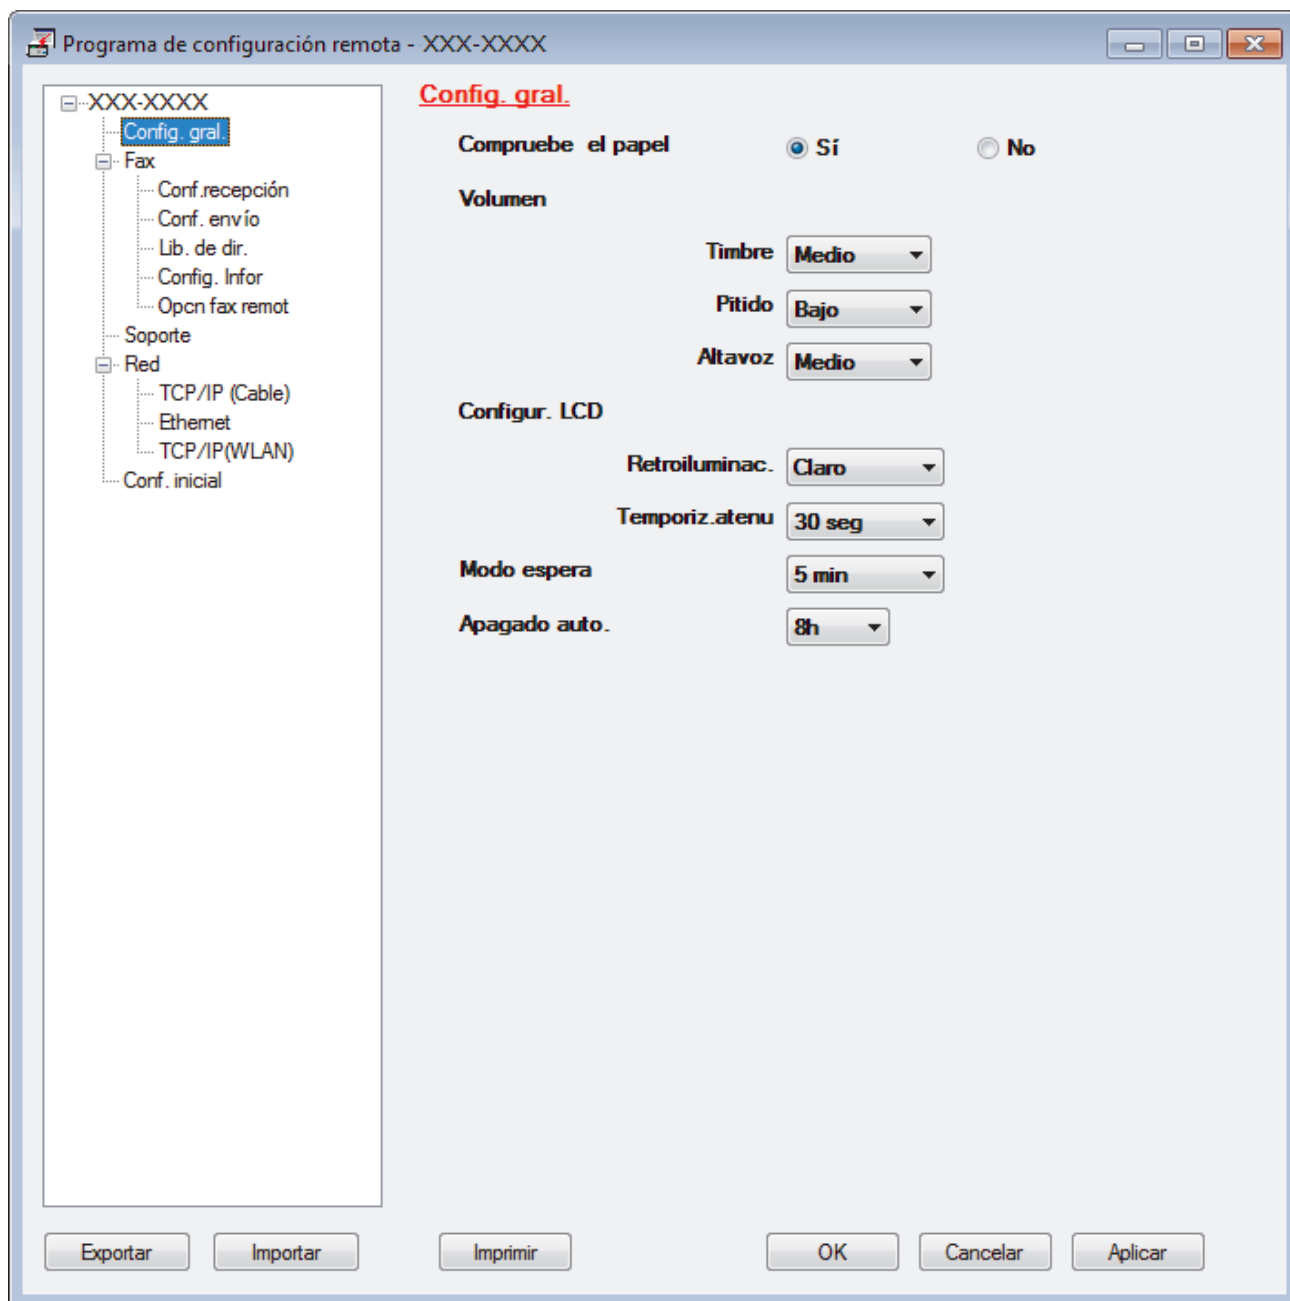 Programa de configuración remota - XXX-XXXX
XXX-XXXX
Config. gral.
Fax
Conf.recepción
Conf. envío
Lib. de dir.
Config. Infor
Opcn fax remot
Soporte
Red
TCP/IP (Cable)
Ethernet
TCP/IP(WLAN)
Conf. inicial
Config. gral.
Compruebe el papel Sí No
Volumen
Timbre Medio
Pitido Bajo
Altavoz Medio
Configur. LCD
Retroiluminac. Claro
Temporiz.atenu 30 seg
Modo espera 5 min
Apagado auto. 8h
Exportar Importar Imprimir OK Cancelar Aplicar